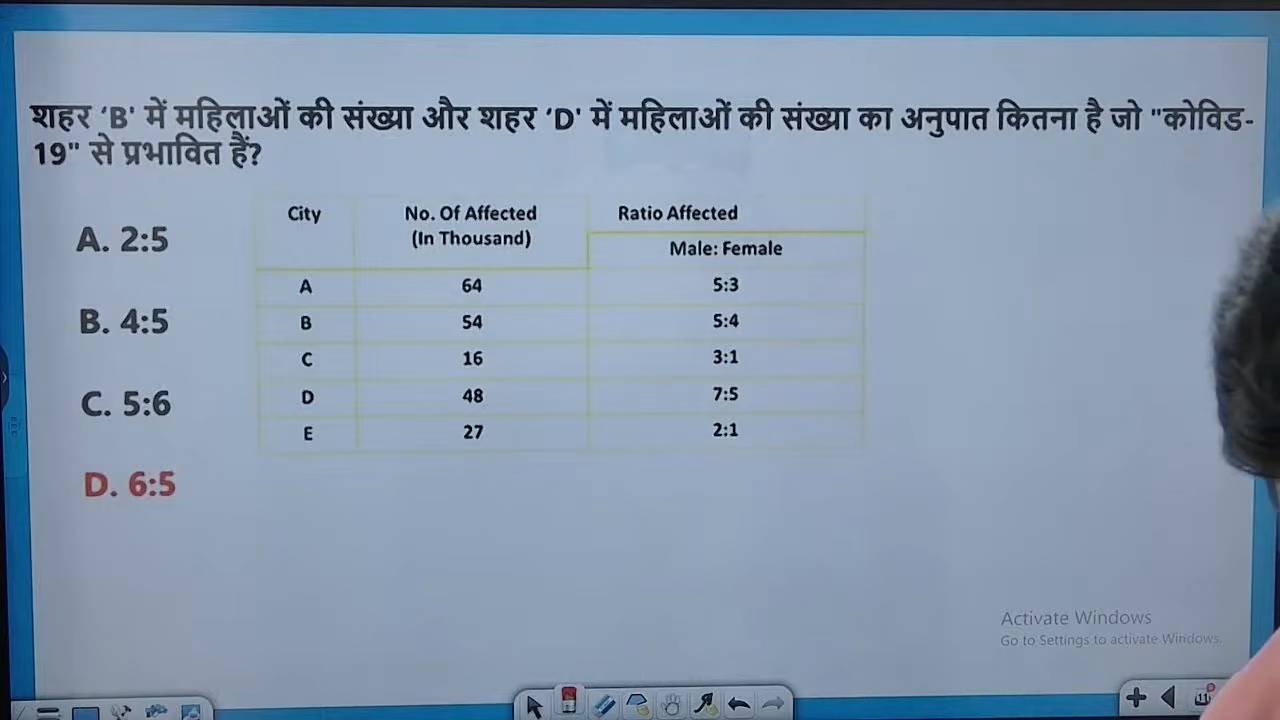 शहर ‘B' में महिलाओं की संख्या और शहर ‘D' में महिलाओं की संख्या का अनुपात कितना है जो "कोविड-
19" से प्रभावित हैं?
A. 2:5
B. 4:5
C. 5:6
D. 6:5
City No. Of Affected Ratio Affected
(In Thousand) Male: Female
A 64 5:3
B 54 5:4
C 16 3:1
D 48 7:5
E 27 2:1
Activate Windows
Go to Settings to activate Windows.
11